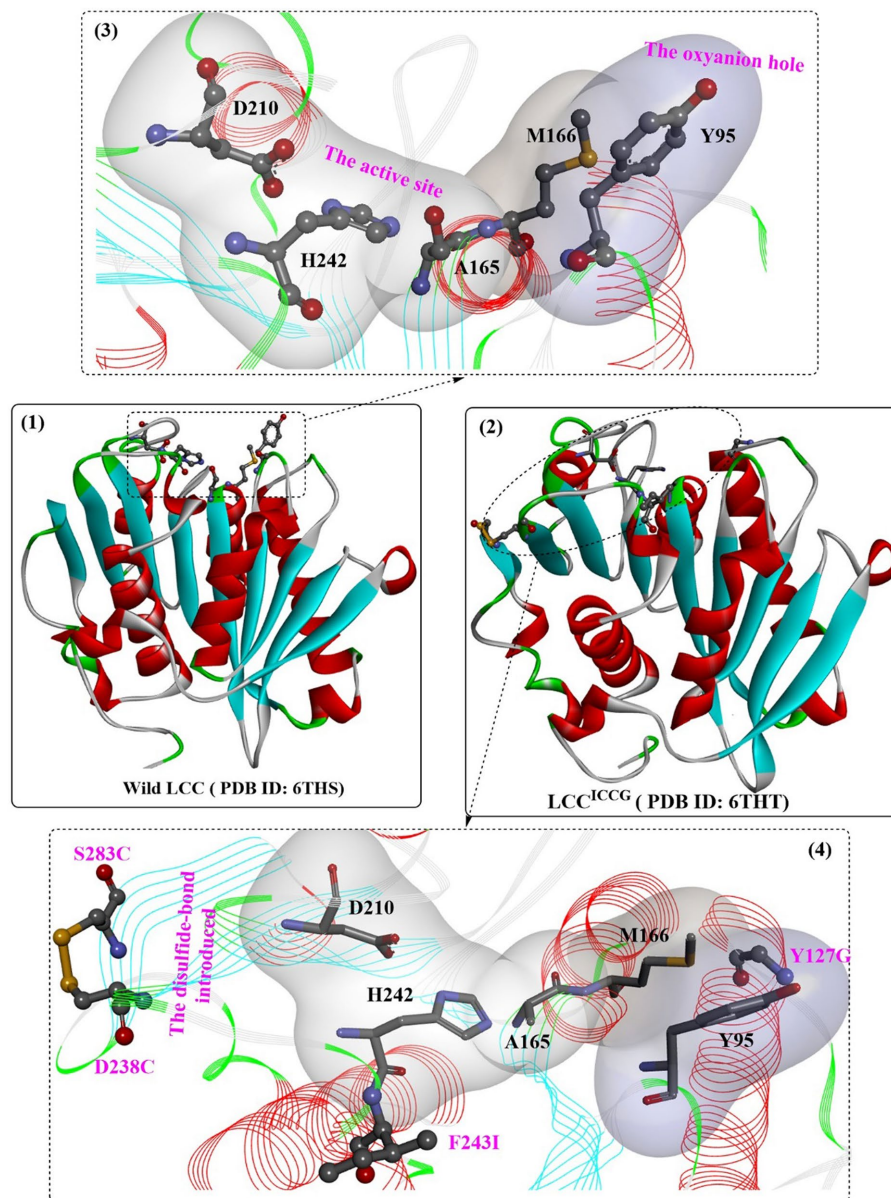 (3)
The oxyanion hole
D210
M166
Y95
The active site
H242
A165
(1)
(2)
Wild LCC ( PDB ID: 6THS)
LCC^ICCG ( PDB ID: 6THT)
(4)
S283C
The disulfide-bond
introduced
D210
M166
Y127G
H242
A165
Y95
D238C
F243I